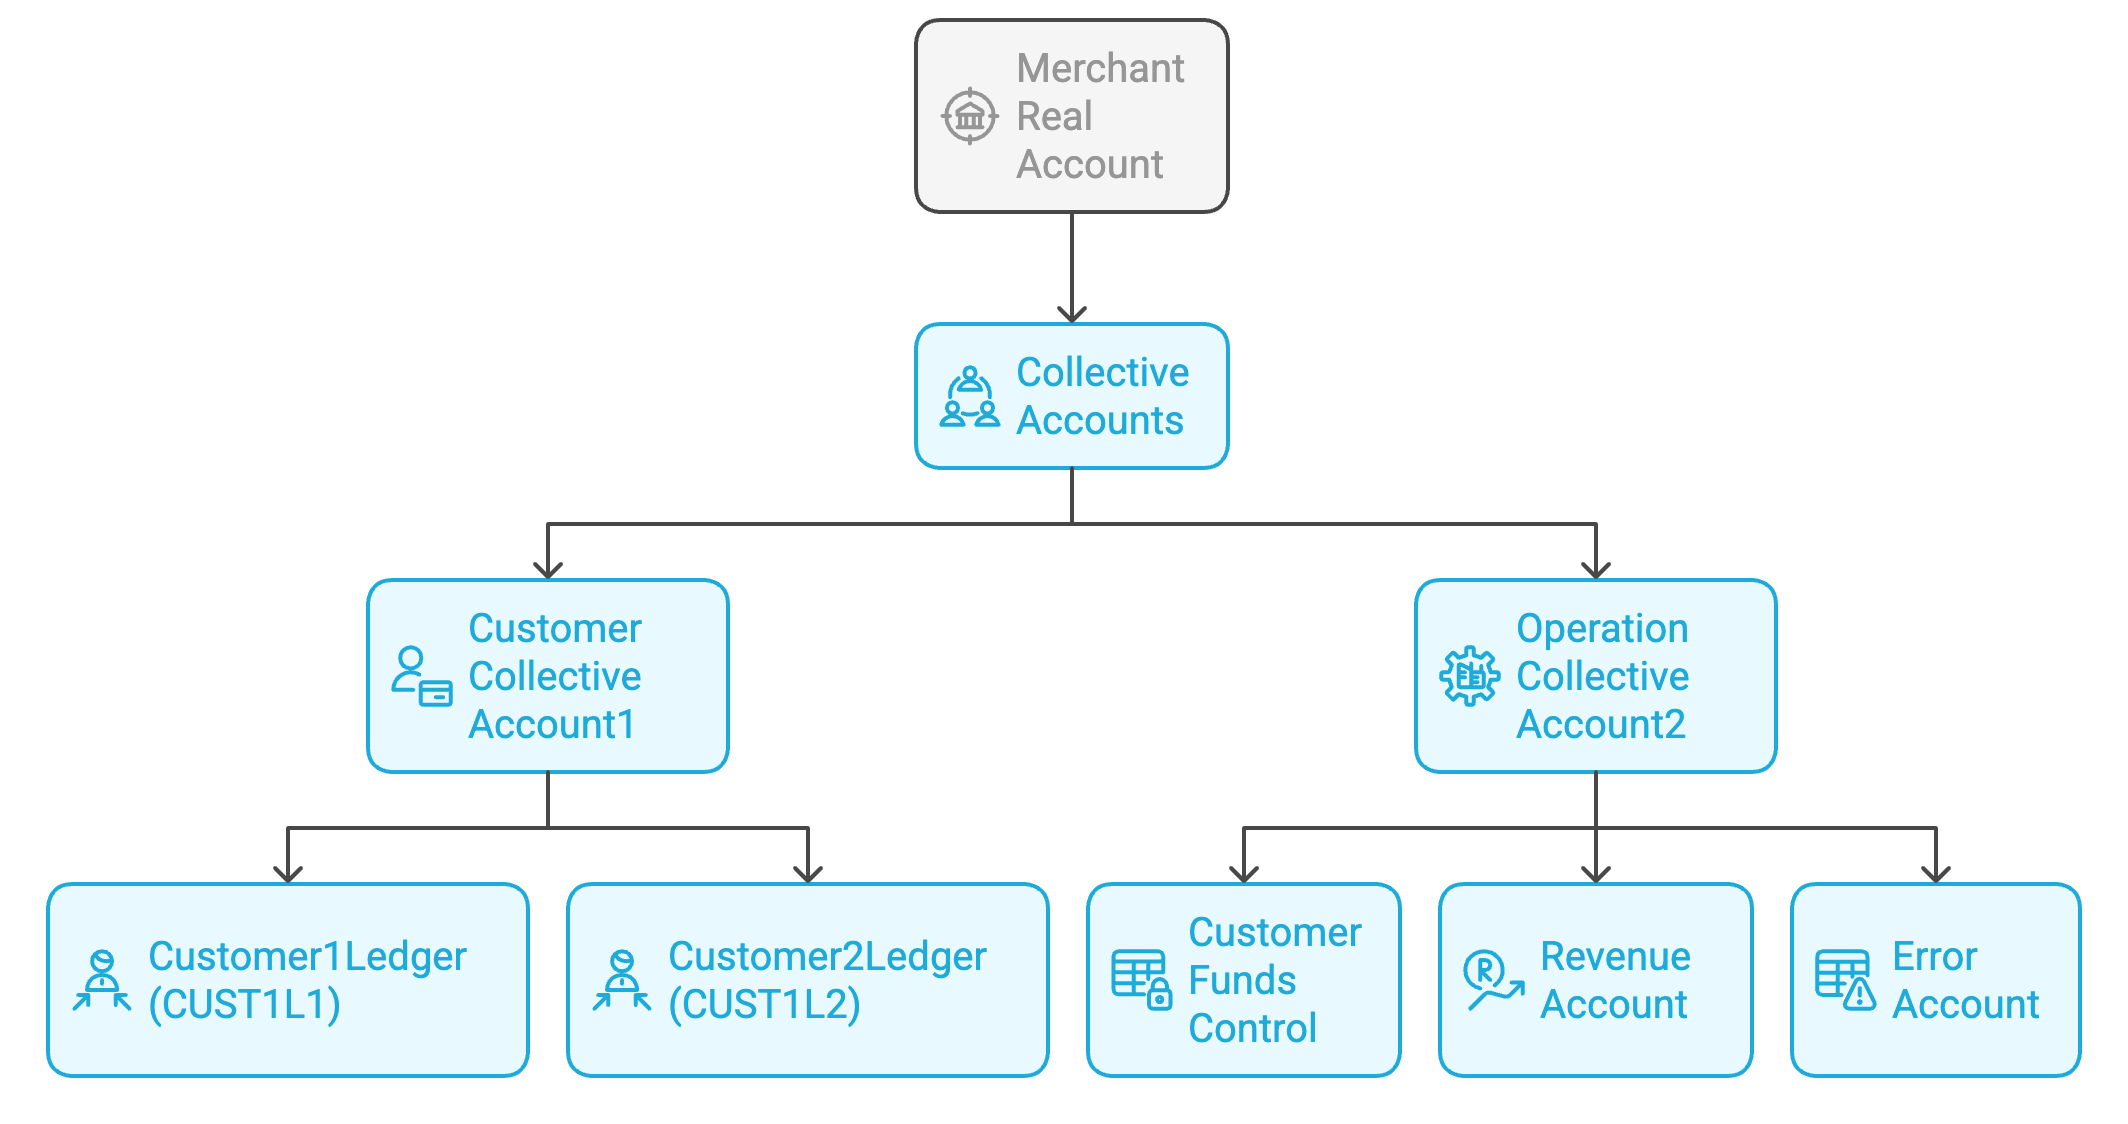 Merchant
Real
Account
Collective
Accounts
Customer
Collective
Account1
Operation
Collective
Account2
Customer1Ledger
(CUST1L1)
Customer2Ledger
(CUST1L2)
Customer
Funds
Control
R
Revenue
Account
Error
Account